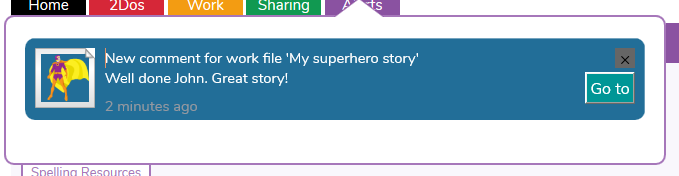 Home 2Dos Work Sharing Alerts
New comment for work file 'My superhero story'
×
Well done John. Great story!
Go to
2 minutes ago
Spelling Resources